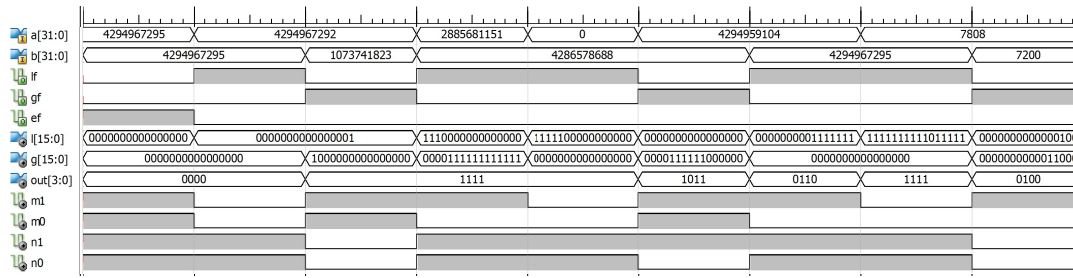 a[31:0] 4294967295 4294967292 2885681151 0 4294959104 7808
b[31:0] 4294967295 1073741823 4286578688 4294967295 7200
lf
gf
ef
l[15:0] 0000000000000000 0000000000000001 1110000000000000 1111100000000000 0000000000000000 0000000001111111 1111111111011111 000000000000010
g[15:0] 0000000000000000 1000000000000000 0000111111111111 0000000000000000 0000111111000000 0000000000000000 000000000011000
out[3:0] 0000 1111 1011 0110 1111 0100
m1
m0
n1
n0